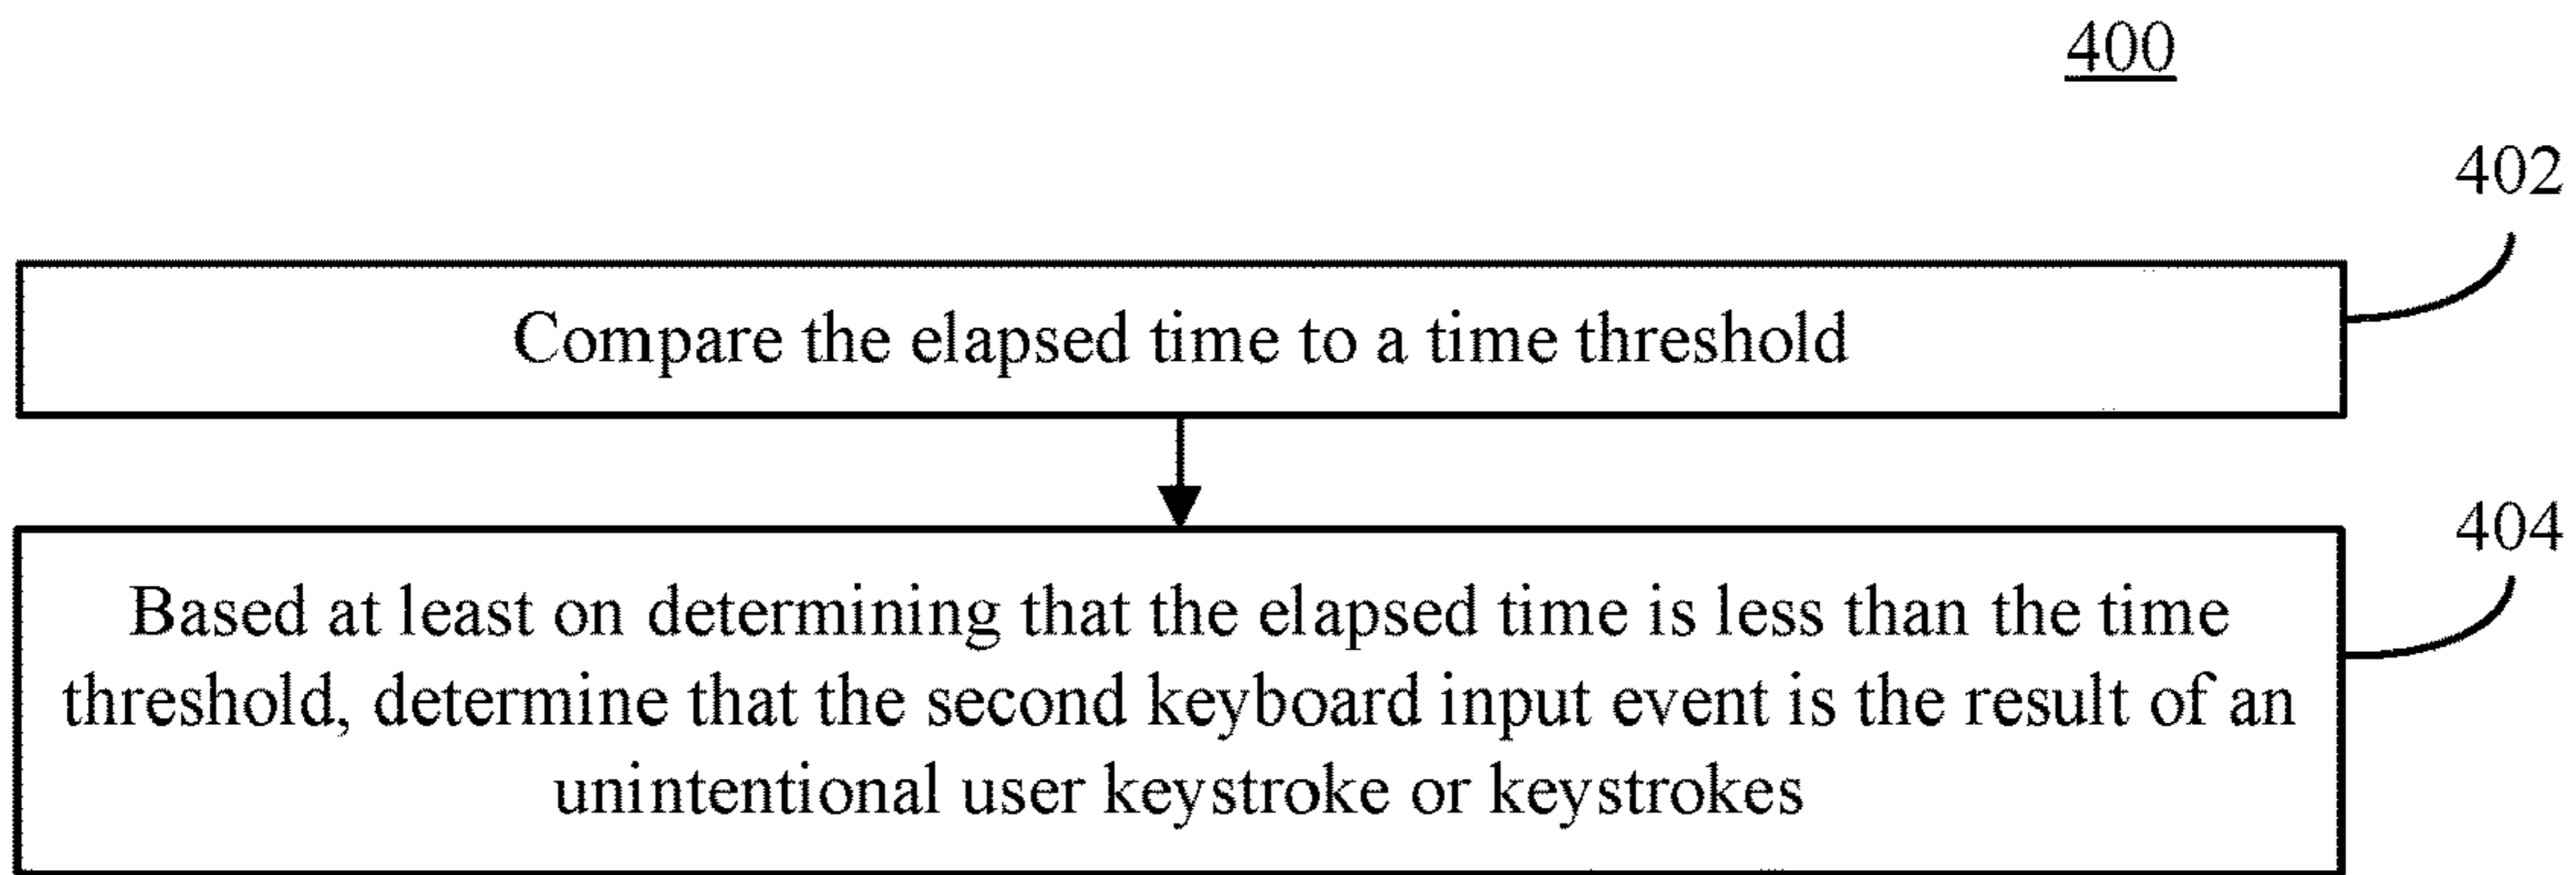 400
402
Compare the elapsed time to a time threshold
404
Based at least on determining that the elapsed time is less than the time
threshold, determine that the second keyboard input event is the result of an
unintentional user keystroke or keystrokes